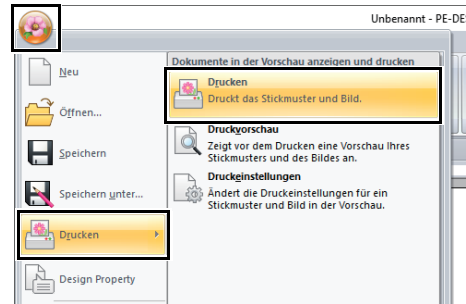 Unbenannt - PE-DE
Neu
Öffnen...
Speichern
Speichern unter...
Drucken
Design Property
Dokumente in der Vorschau anzeigen und drucken
Drucken
Druckt das Stickmuster und Bild.
Druckvorschau
Zeigt vor dem Drucken eine Vorschau Ihres
Stickmusters und des Bildes an.
Druckeinstellungen
Ändert die Druckeinstellungen für ein
Stickmuster und Bild in der Vorschau.